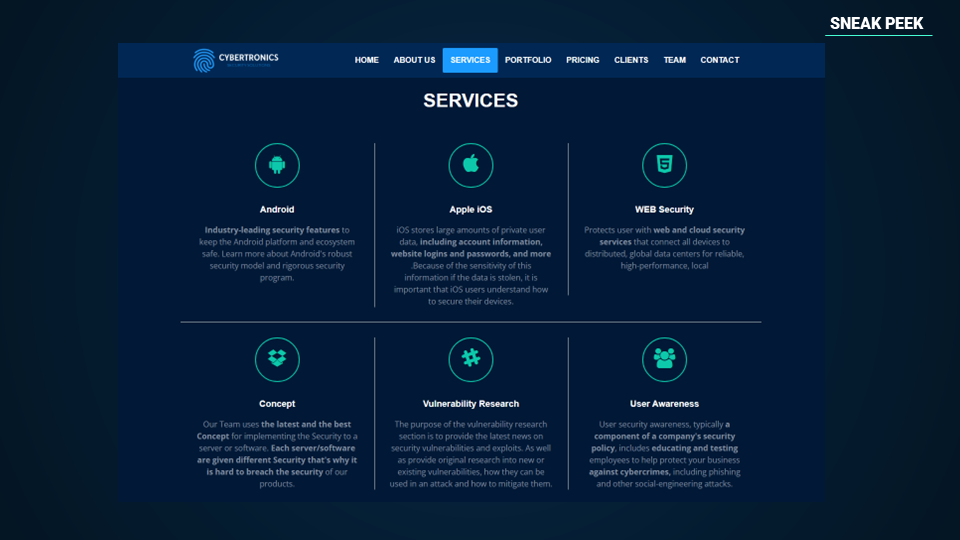 SNEAK PEEK
CYBERTRONICS
HOME ABOUT US SERVICES PORTFOLIO PRICING CLIENTS TEAM CONTACT
SERVICES
Android
Industry-leading security features to
keep the Android platform and ecosystem
safe. Learn more about Android's robust
security model and rigorous security
program.
Apple iOS
iOS stores large amounts of private user
data, including account information,
website logins and passwords, and more
.Because of the sensitivity of this
information if the data is stolen, it is
important that iOS users understand how
to secure their devices.
WEB Security
Protects user with web and cloud security
services that connect all devices to
distributed, global data centers for reliable,
high-performance, local
Concept
Our Team uses the latest and the best
Concept for implementing the Security to a
server or software. Each server/software
are given different Security that's why it
is hard to breach the security of our
products.
Vulnerability Research
The purpose of the vulnerability research
section is to provide the latest news on
security vulnerabilities and exploits. As well
as provide original research into new or
existing vulnerabilities, how they can be
used in an attack and how to mitigate them.
User Awareness
User security awareness, typically a
component of a company's security
policy, includes educating and testing
employees to help protect your business
against cybercrimes, including phishing
and other social-engineering attacks.